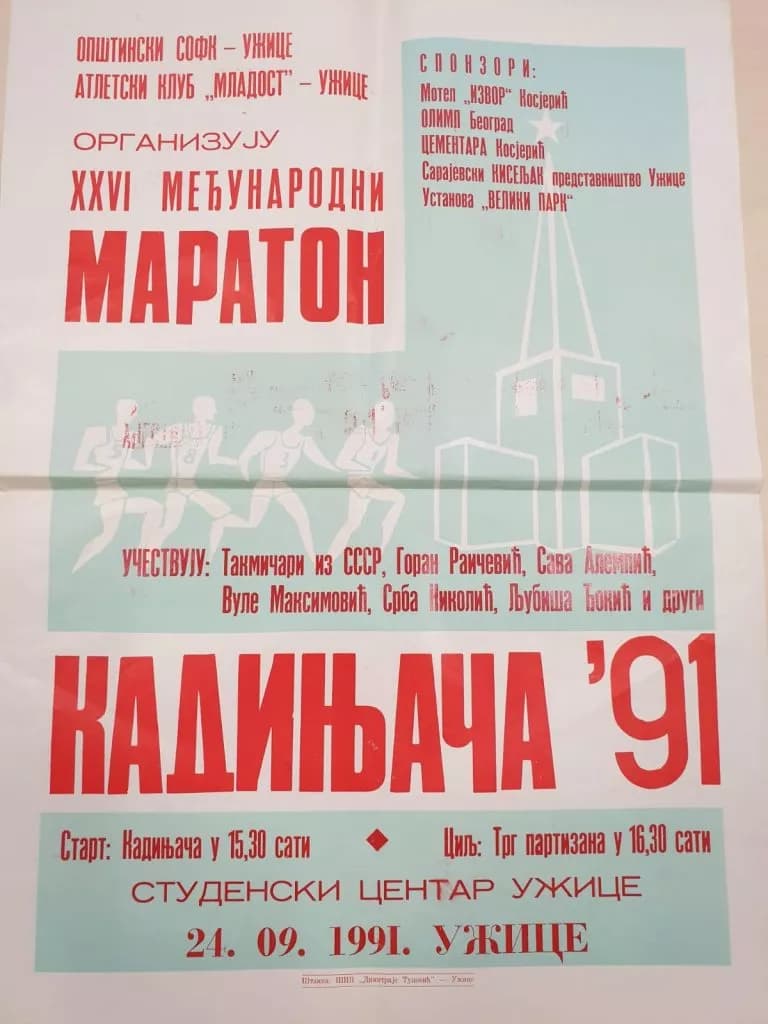 ОПШТИНСКИ СОФК – УЖИЦЕ
АТЛЕТСКИ КЛУБ „МЛАДОСТ" – УЖИЦЕ
ОРГАНИЗУЈУ
XXVI МЕЂУНАРОДНИ
МАРАТОН
СПОНЗОРИ:
Мотел „ИЗВОР" Косјерић
ОЛИМП Београд
ЦЕМЕНТАРА Косјерић
Сарајевски КИСЕЉАК представништво Ужице
Установа „ВЕЛИКИ ПАРК"
УЧЕСТВУЈУ: Такмичари из СССР, Горан Раичевић, Сава Алемпић,
Вуле Максимовић, Срба Николић, Љубиша Ђокић и други
КАДИЊАЧА '91
Старт: Кадињача у 15,30 сати ◆ Циљ: Трг партизана у 16,30 сати
СТУДЕНСКИ ЦЕНТАР УЖИЦЕ
24. 09. 1991. УЖИЦЕ
Штампа: ШИП „Димитрије Туцовић" — Ужице